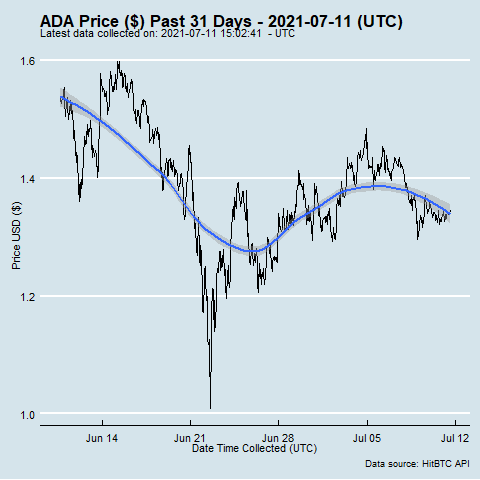 ADA Price ($) Past 31 Days - 2021-07-11 (UTC)
Latest data collected on: 2021-07-11 15:02:41  - UTC
1.6
1.4
1.2
1.0
Price USD ($)
Jun 14 Jun 21 Jun 28 Jul 05 Jul 12
Date Time Collected (UTC)
Data source: HitBTC API